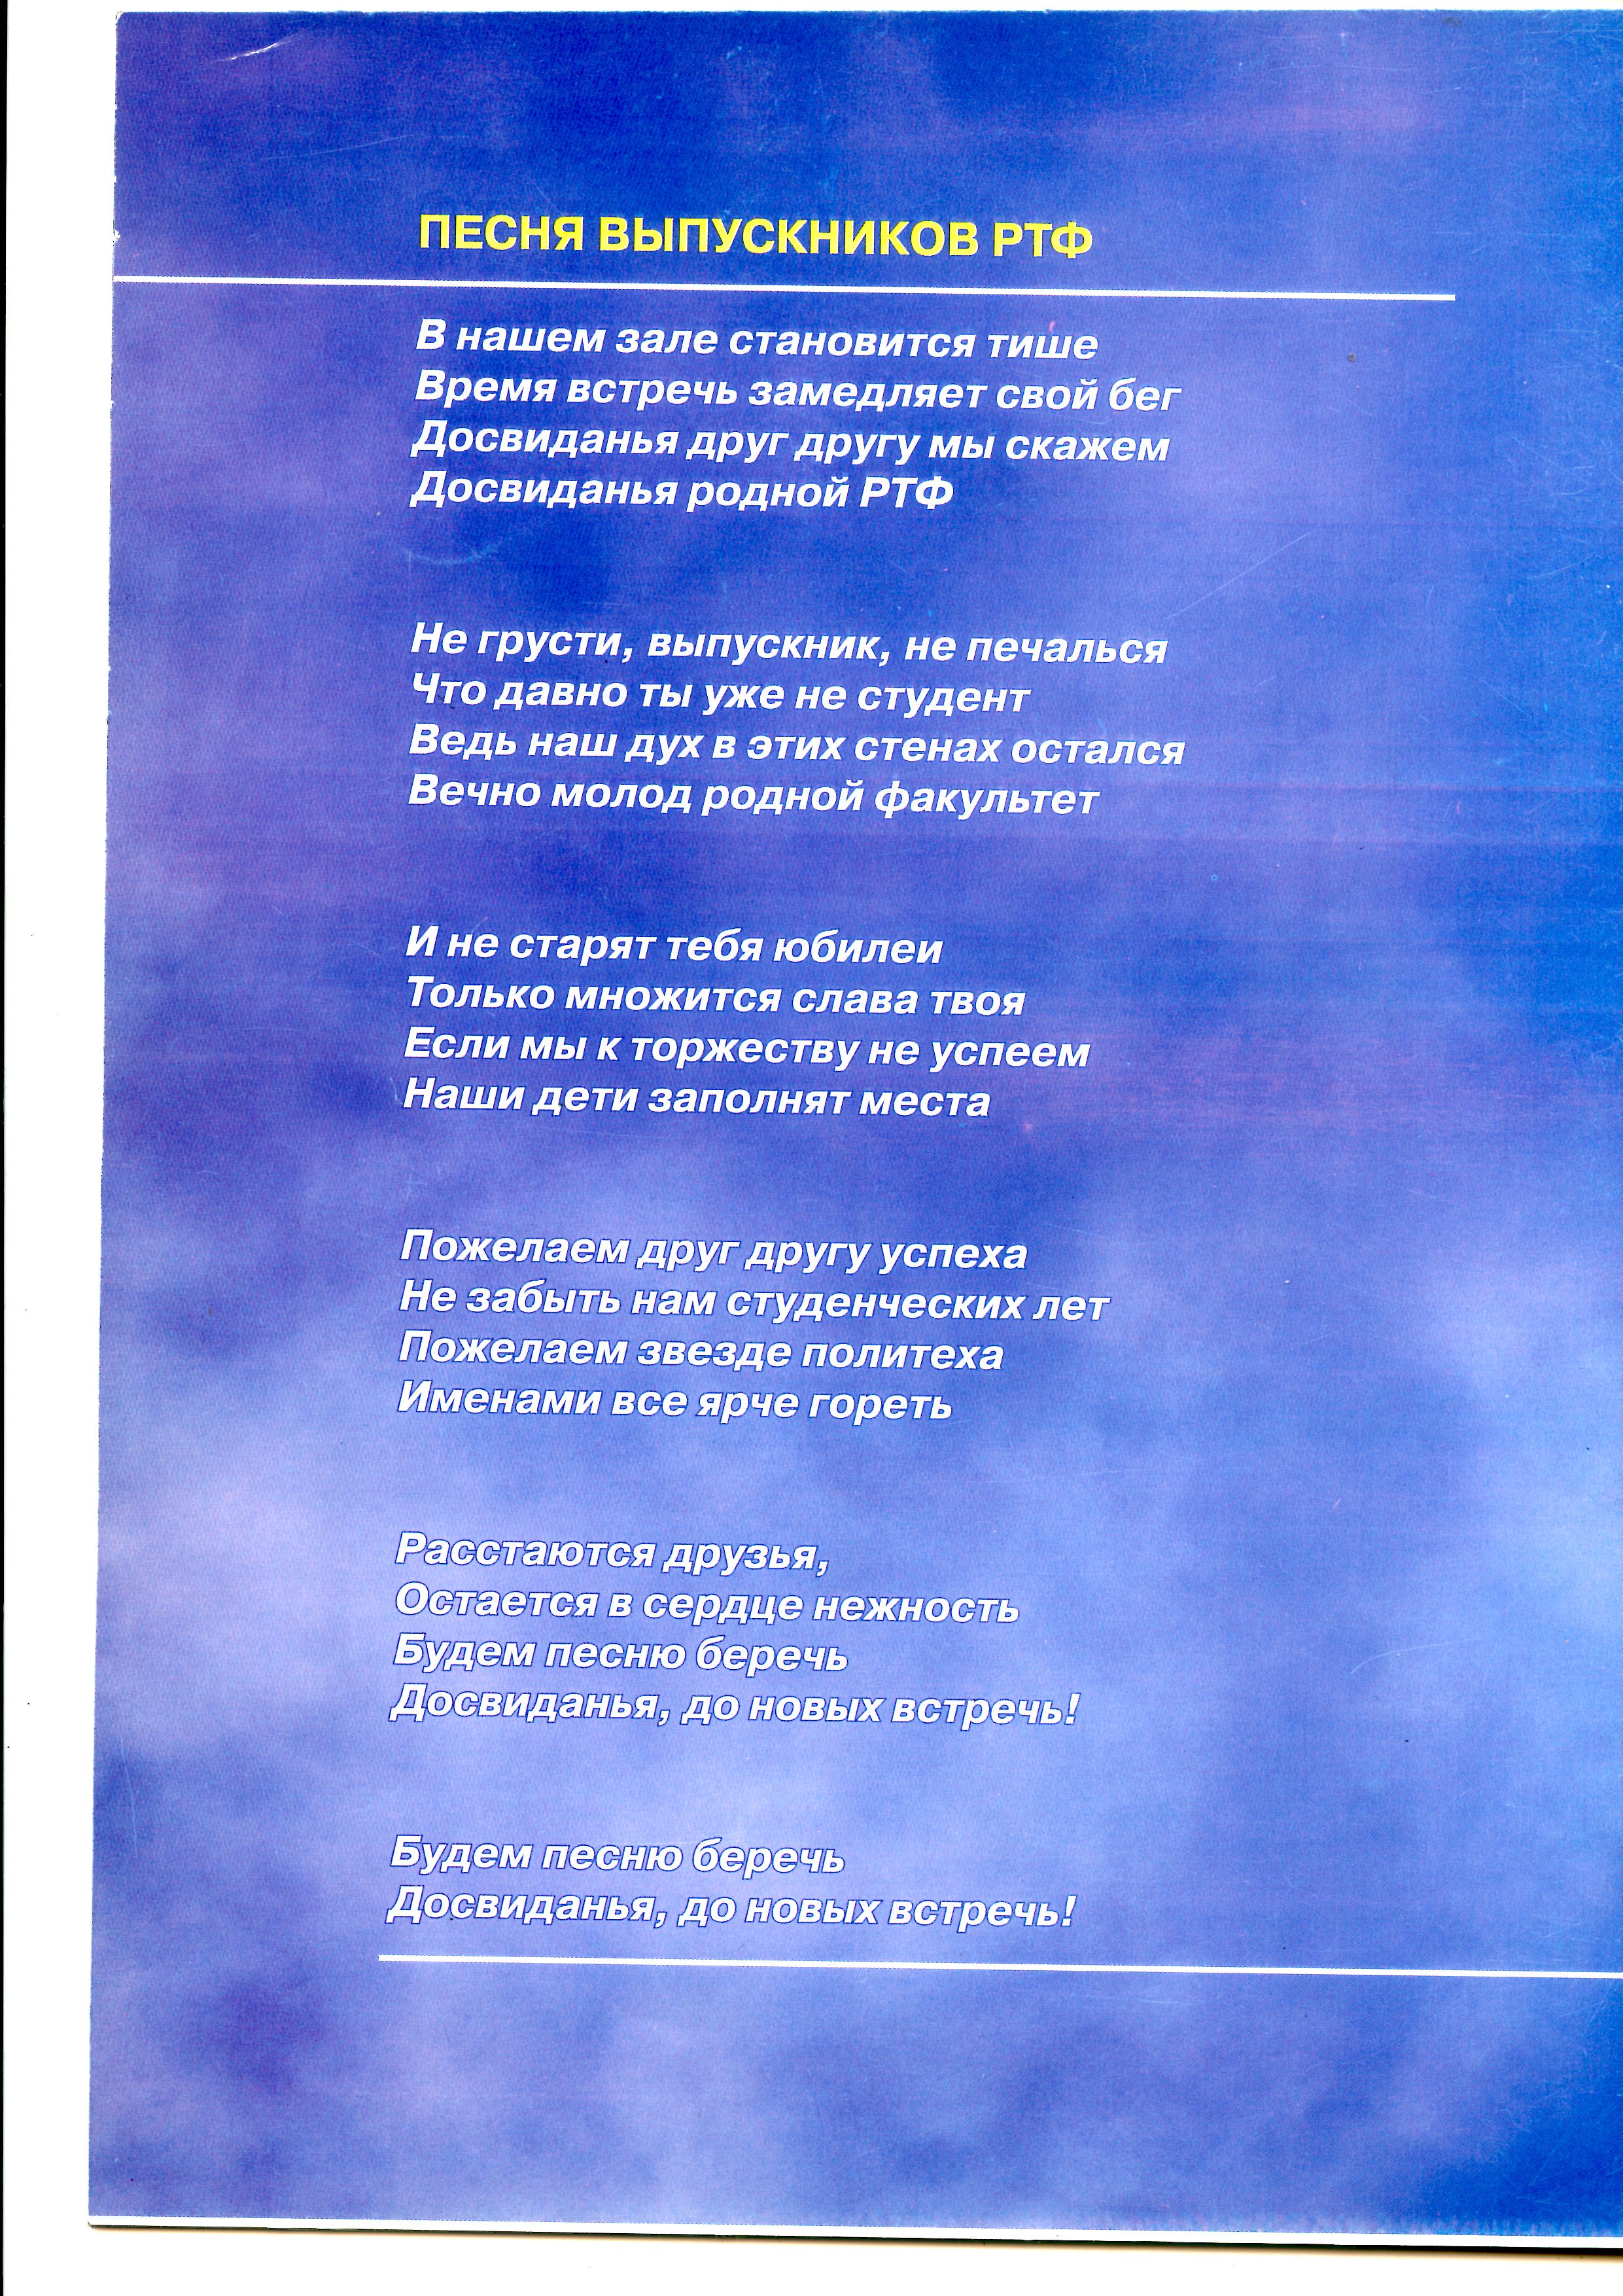 ПЕСНЯ ВЫПУСКНИКОВ РТФ
В нашем зале становится тише
Время встречь замедляет свой бег
Досвиданья друг другу мы скажем
Досвиданья родной РТФ
Не грусти, выпускник, не печалься
Что давно ты уже не студент
Ведь наш дух в этих стенах остался
Вечно молод родной факультет
И не старят тебя юбилеи
Только множится слава твоя
Если мы к торжеству не успеем
Наши дети заполнят места
Пожелаем друг другу успеха
Не забыть нам студенческих лет
Пожелаем звезде политеха
Именами все ярче гореть
Расстаются друзья,
Остается в сердце нежность
Будем песню беречь
Досвиданья, до новых встречь!
Будем песню беречь
Досвиданья, до новых встречь!